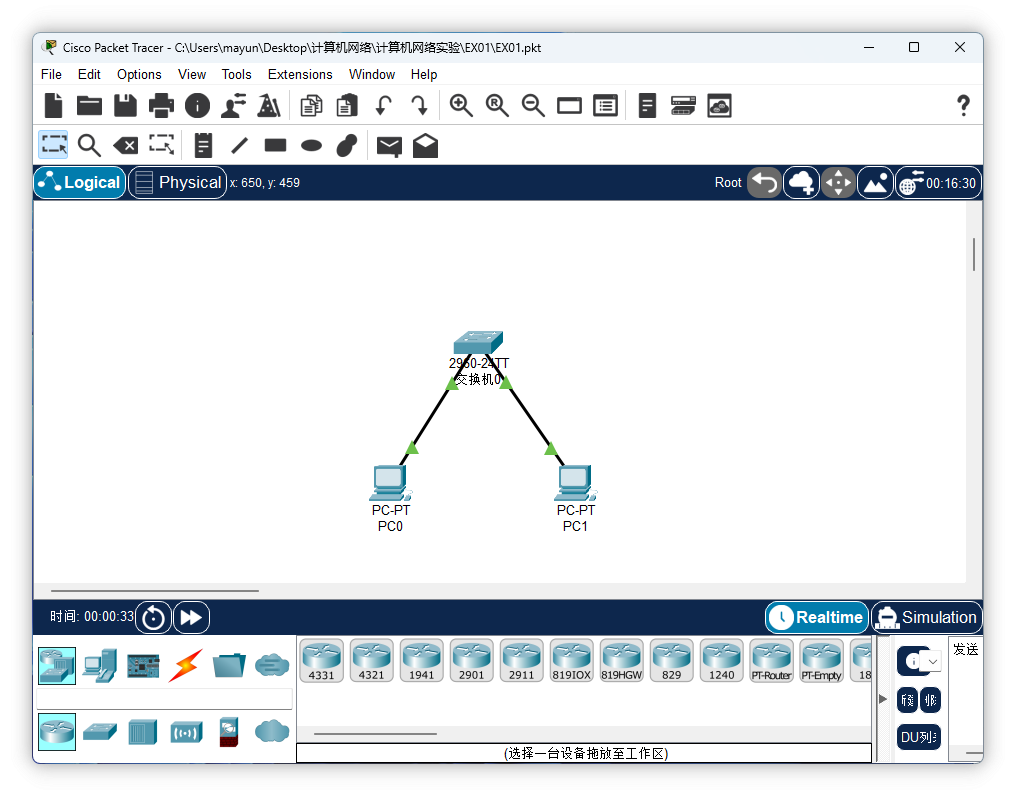 Cisco Packet Tracer - C:\Users\mayun\Desktop\计算机网络\计算机网络实验\EX01\EX01.pkt
File Edit Options View Tools Extensions Window Help
Logical Physical x: 650, y: 459 Root 00:16:30
2960-24TT
交换机0
PC-PT
PC0
PC-PT
PC1
时间: 00:00:33 Realtime Simulation
4331 4321 1941 2901 2911 819IOX 819HGW 829 1240 PT-Router PT-Empty 18
发送
DU列
(选择一台设备拖放至工作区)